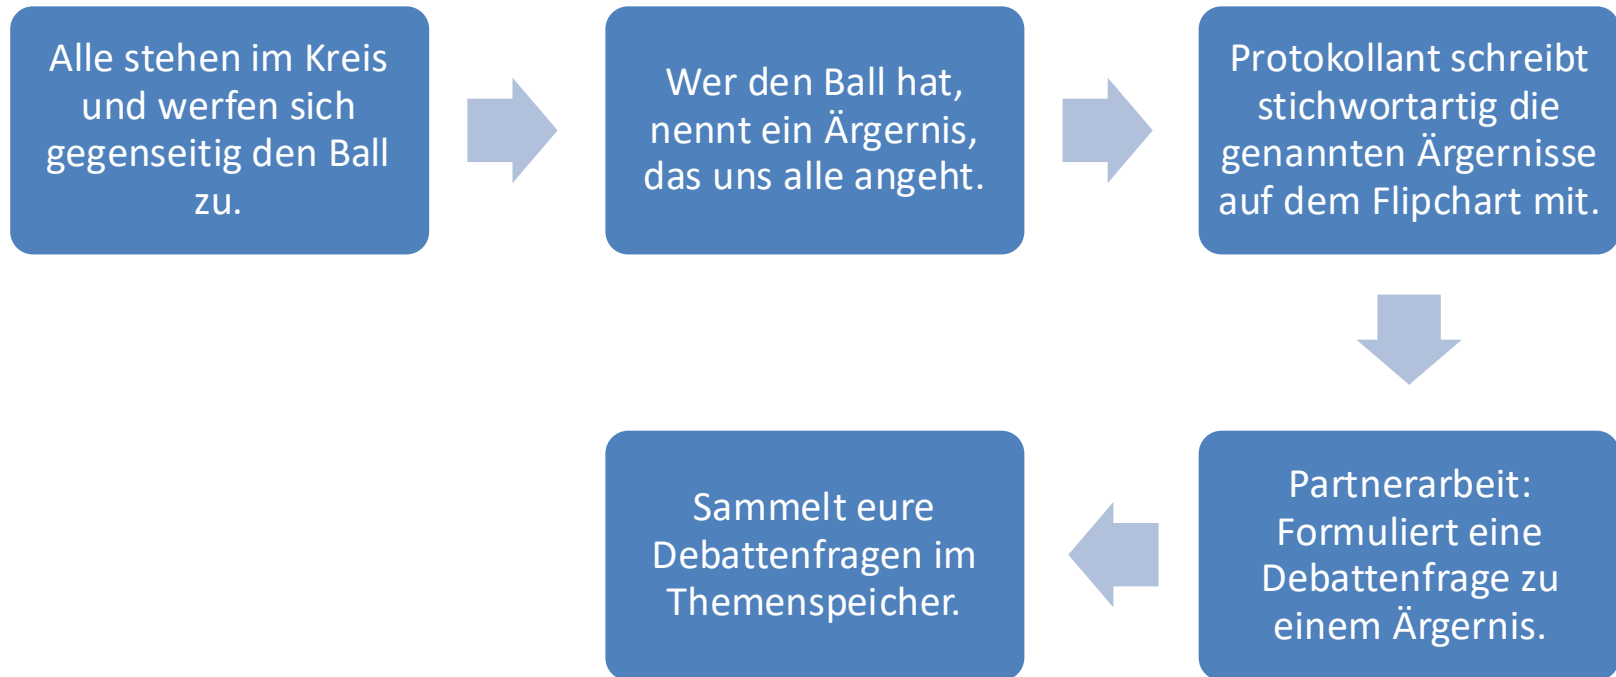 Alle stehen im Kreis
und werfen sich
gegenseitig den Ball
zu.
Wer den Ball hat,
nennt ein Ärgernis,
das uns alle angeht.
Protokollant schreibt
stichwortartig die
genannten Ärgernisse
auf dem Flipchart mit.
Partnerarbeit:
Formuliert eine
Debattenfrage zu
einem Ärgernis.
Sammelt eure
Debattenfragen im
Themenspeicher.